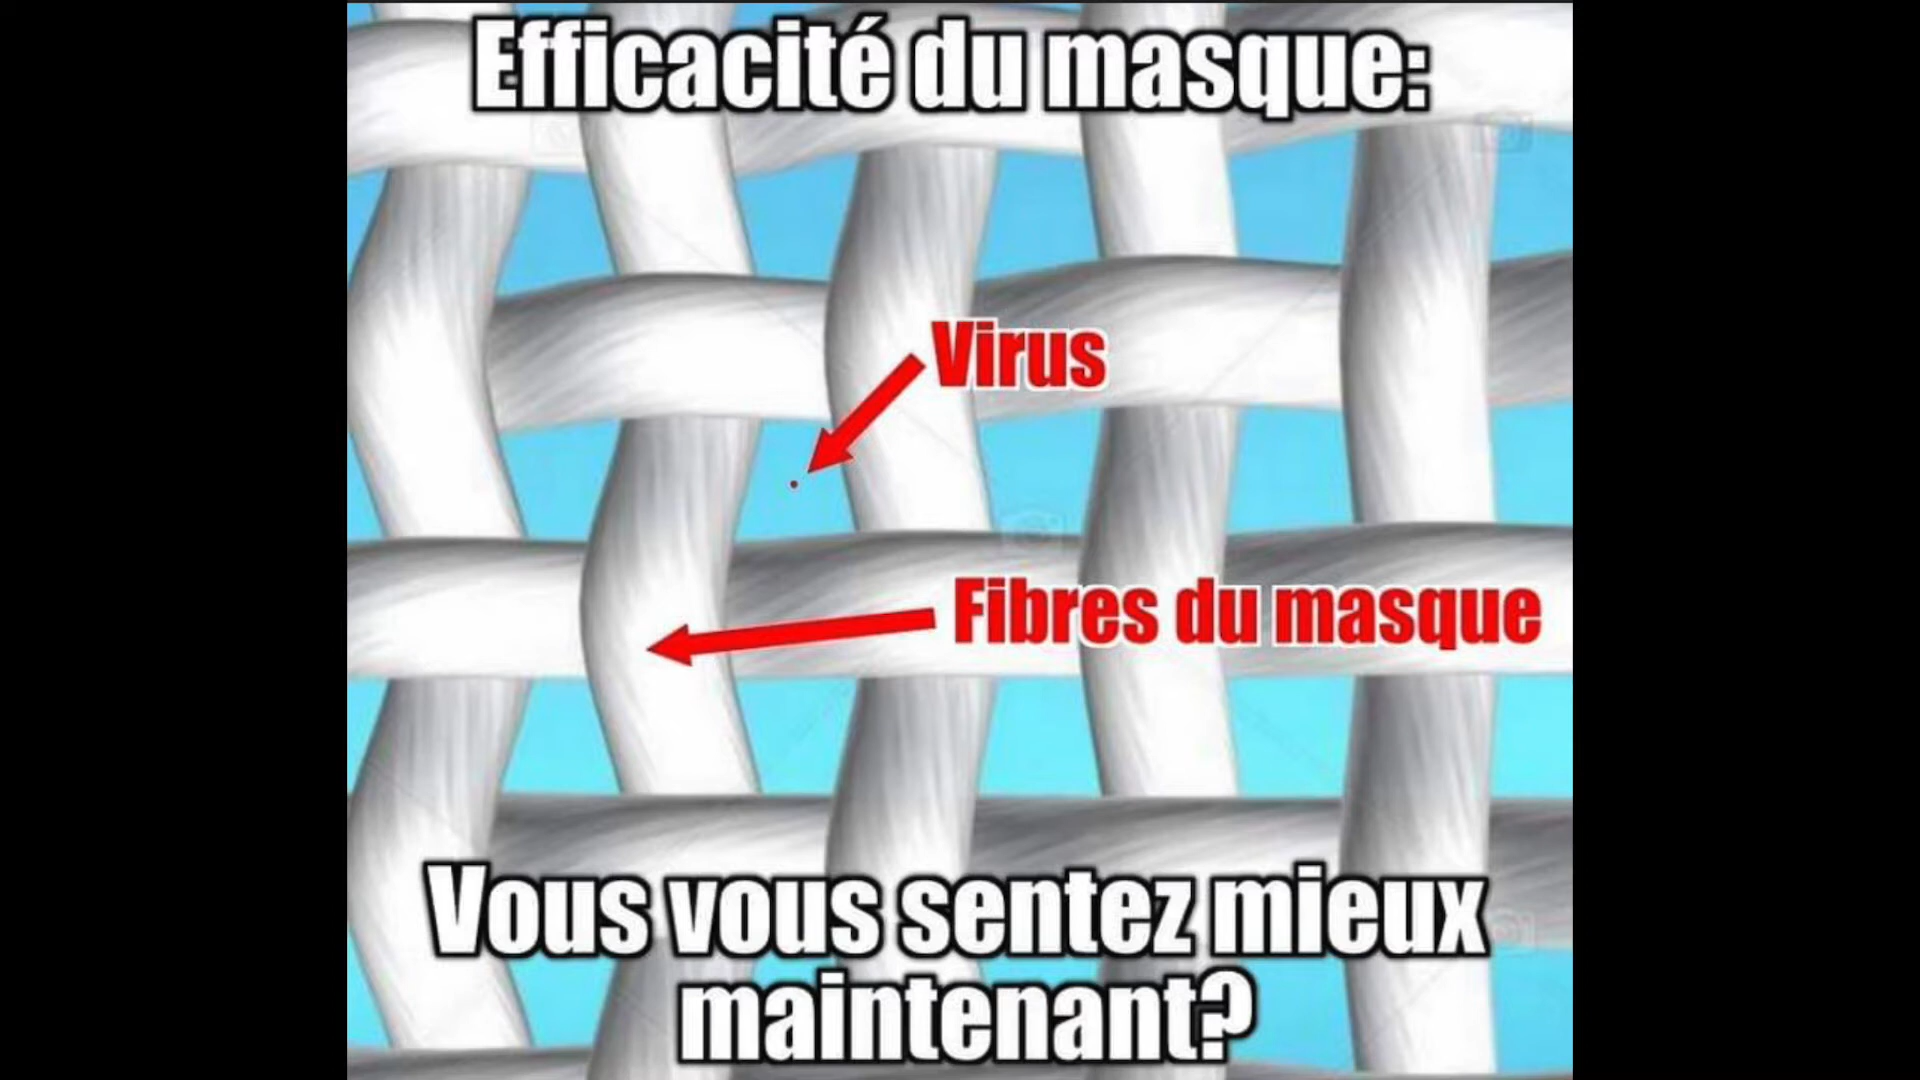 Efficacité du masque:
Virus
Fibres du masque
Vous vous sentez mieux
maintenant?